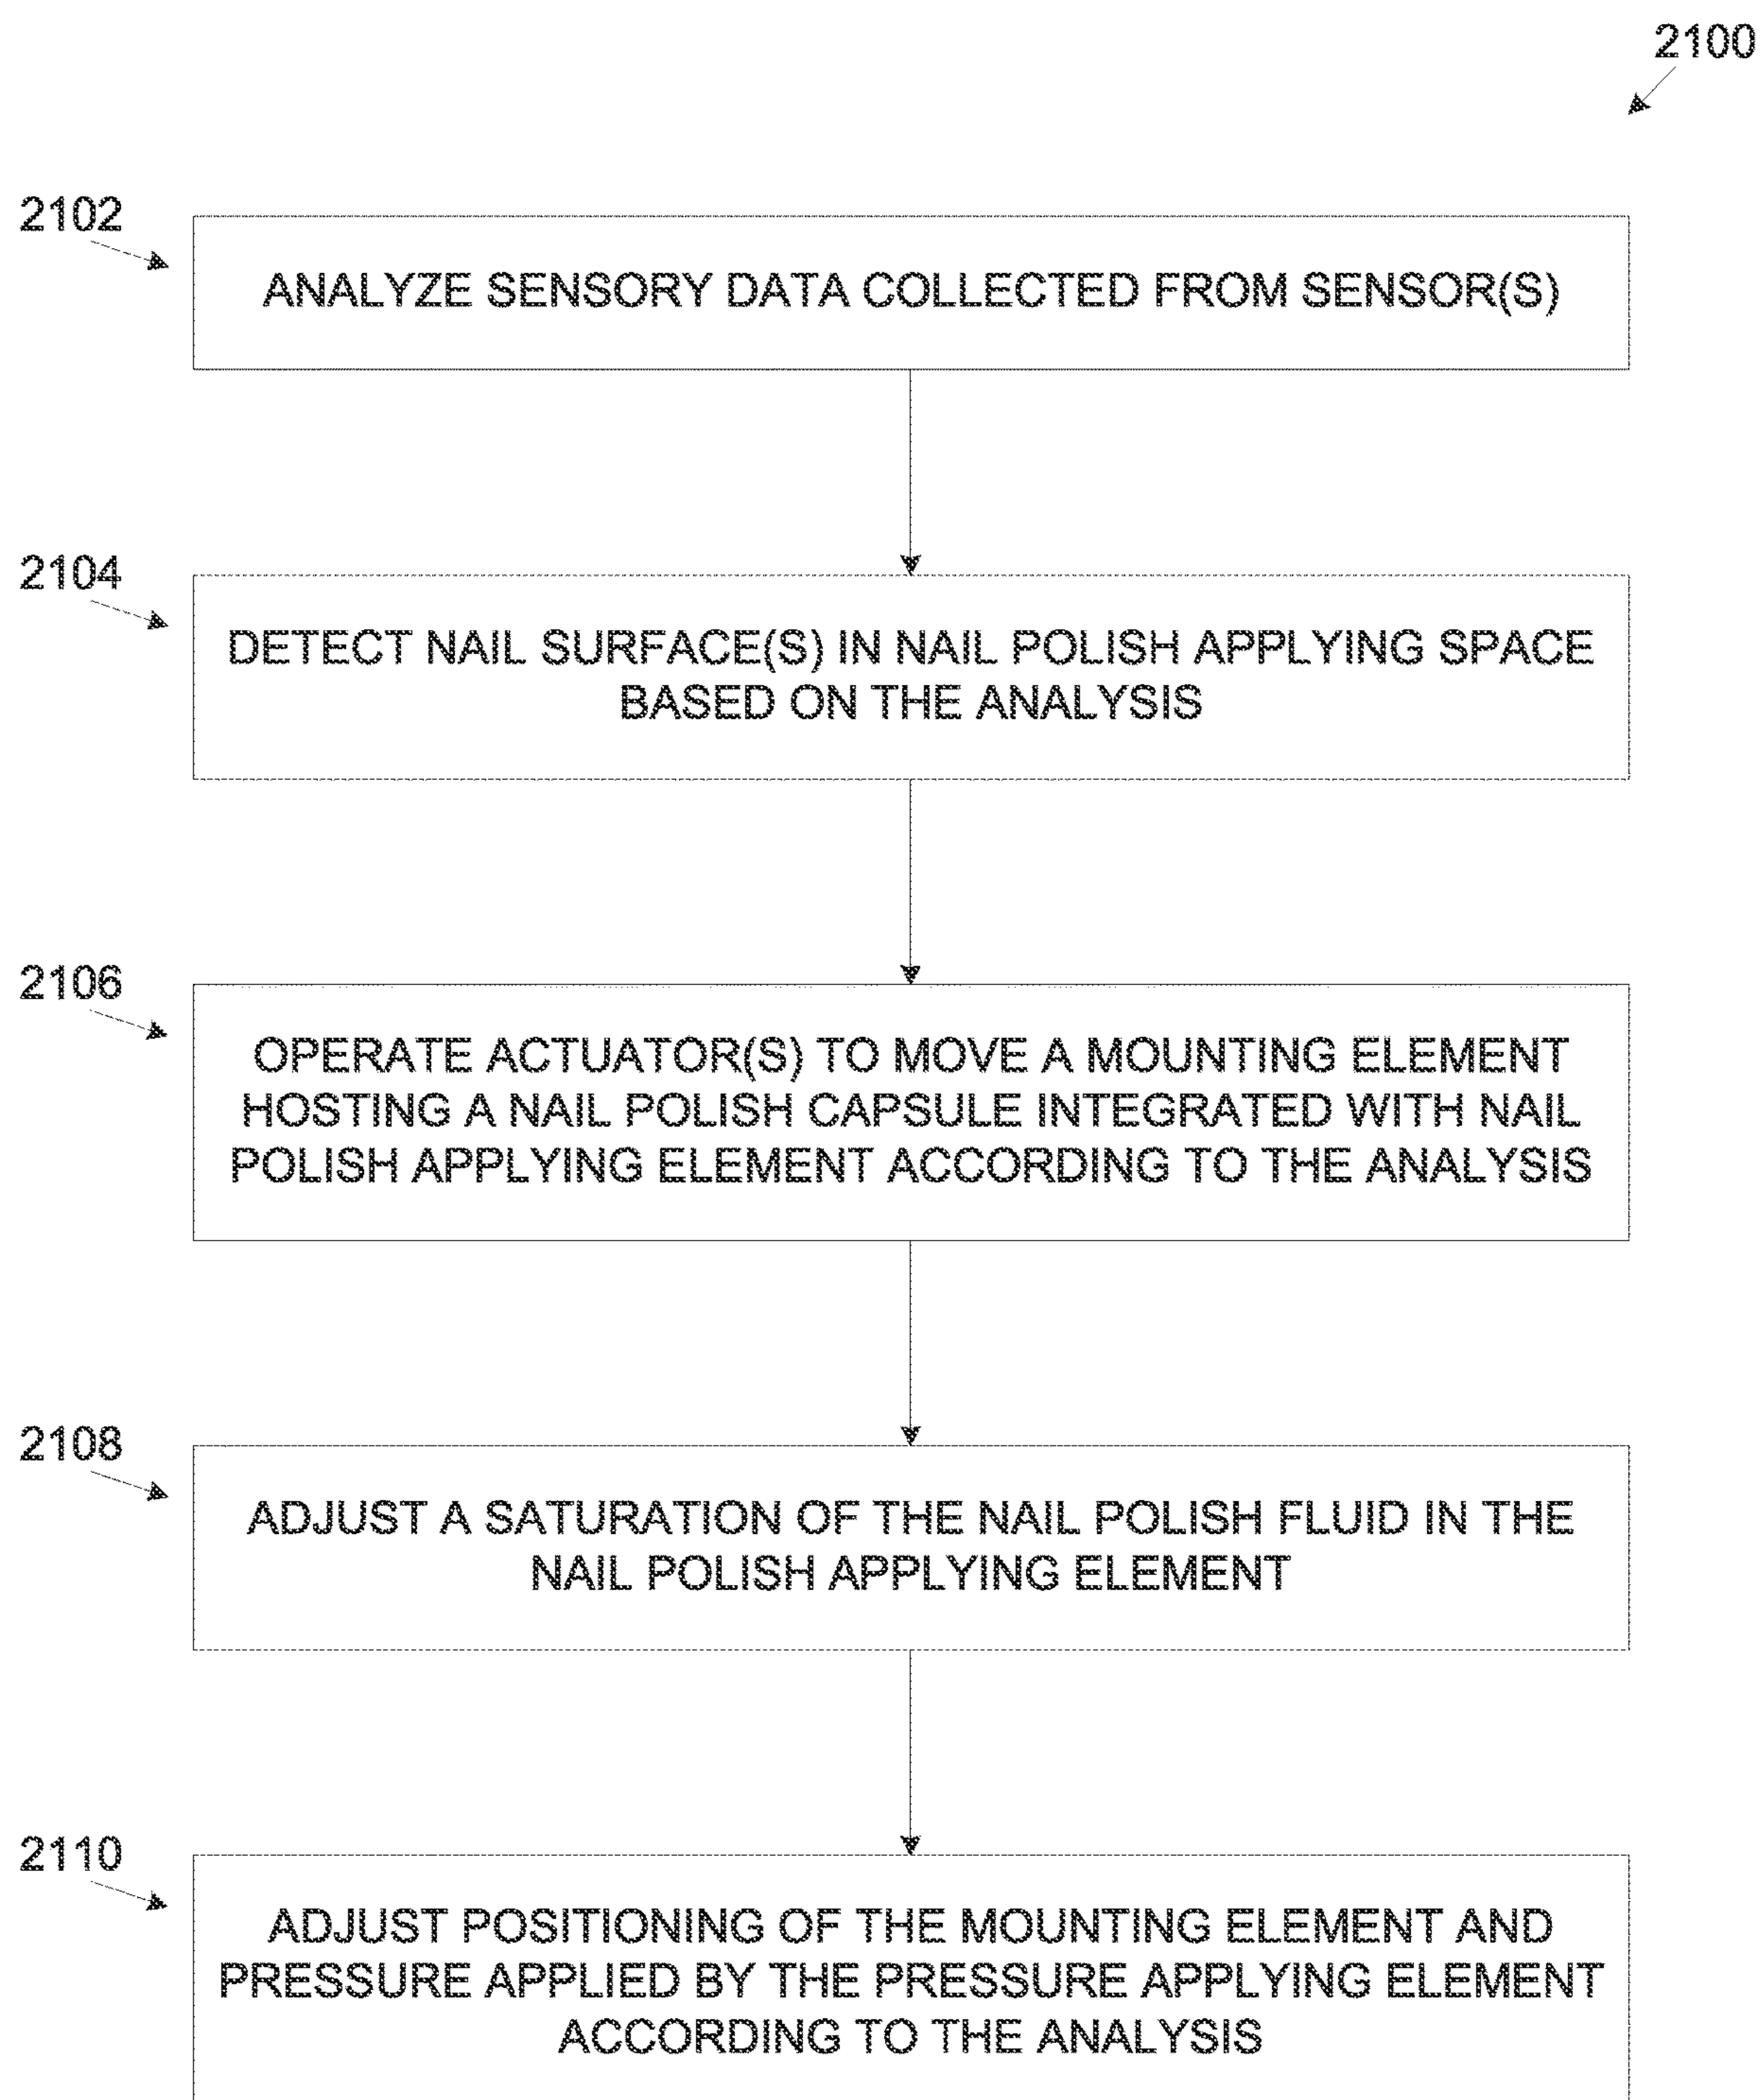 2100
2102
ANALYZE SENSORY DATA COLLECTED FROM SENSOR(S)
2104
DETECT NAIL SURFACE(S) IN NAIL POLISH APPLYING SPACE
BASED ON THE ANALYSIS
2106
OPERATE ACTUATOR(S) TO MOVE A MOUNTING ELEMENT
HOSTING A NAIL POLISH CAPSULE INTEGRATED WITH NAIL
POLISH APPLYING ELEMENT ACCORDING TO THE ANALYSIS
2108
ADJUST A SATURATION OF THE NAIL POLISH FLUID IN THE
NAIL POLISH APPLYING ELEMENT
2110
ADJUST POSITIONING OF THE MOUNTING ELEMENT AND
PRESSURE APPLIED BY THE PRESSURE APPLYING ELEMENT
ACCORDING TO THE ANALYSIS